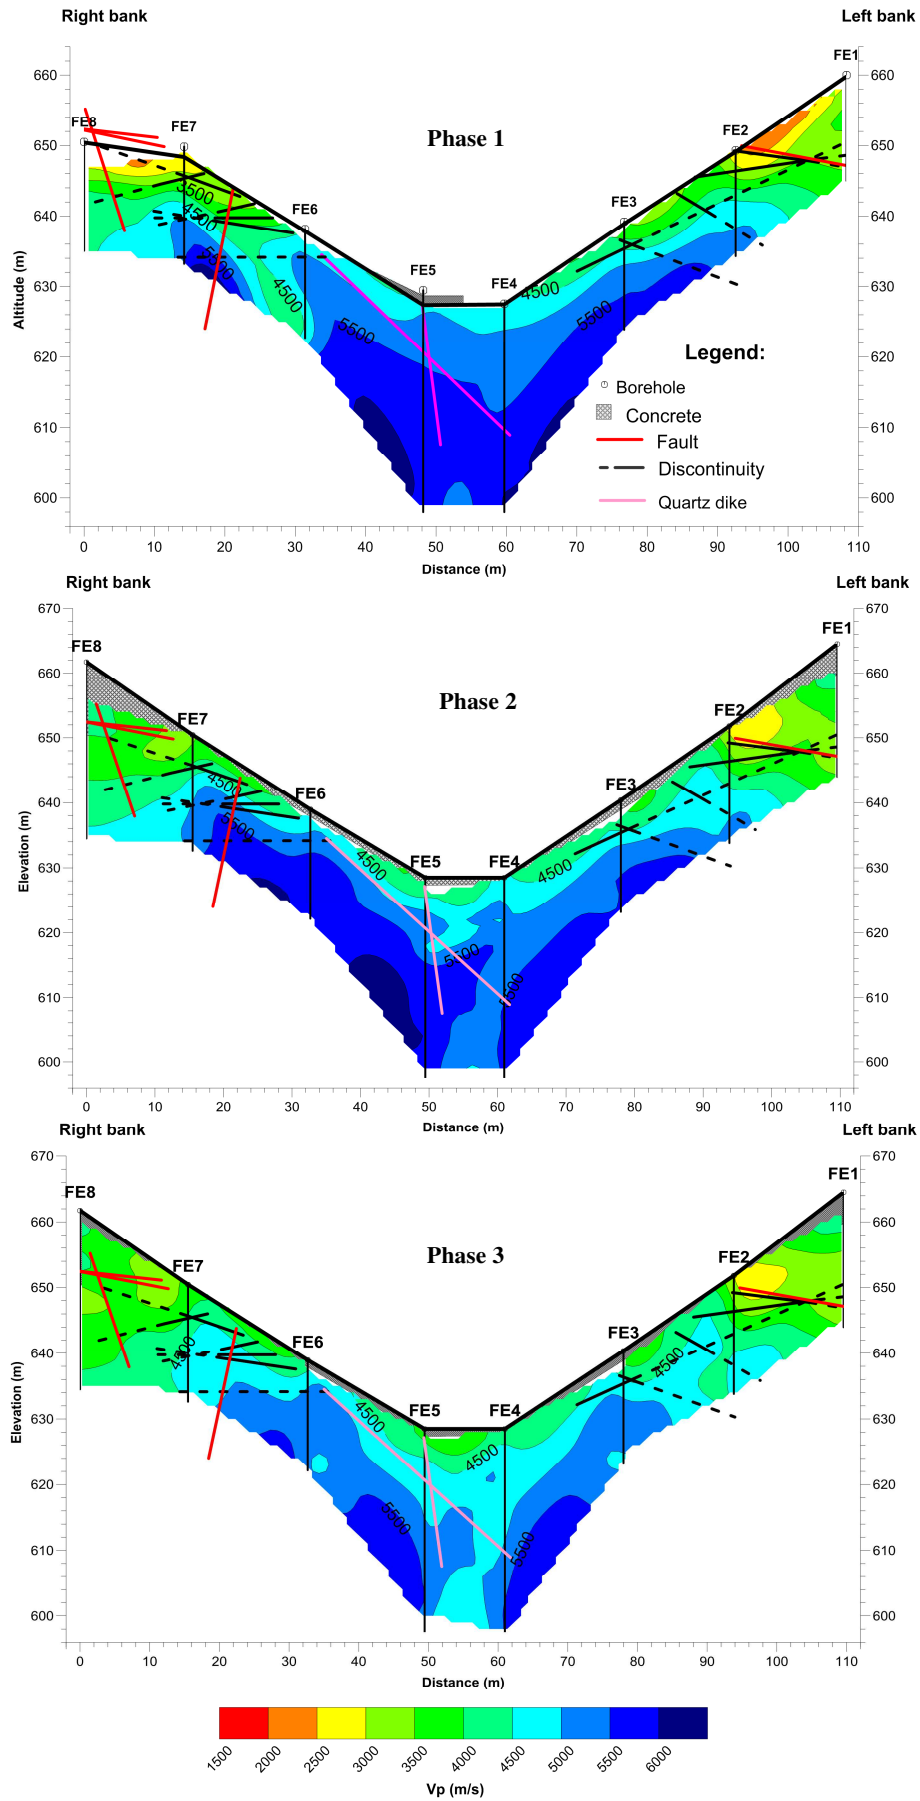 Right bank
Left bank
FE1
FE8
FE7
FE2
FE6
FE3
FE5
FE4
Phase 1
660
650
640
630
620
610
600
Altitude (m)
3500
4500
5500
4500
5500
4500
5500
Legend:
Borehole
Concrete
Fault
Discontinuity
Quartz dike
0 10 20 30 40 50 60 70 80 90 100 110
Distance (m)
Right bank
Left bank
670 670
660 660
650 650
640 640
630 630
620 620
610 610
600 600
Elevation (m)
FE8
FE7
FE6
FE5
FE4
FE3
FE2
FE1
Phase 2
4500
5500
4500
5500
5500
4500
0 10 20 30 40 50 60 70 80 90 100 110
Distance (m)
Right bank
Left bank
670 670
660 660
650 650
640 640
630 630
620 620
610 610
600 600
Elevation (m)
FE8
FE7
FE6
FE5
FE4
FE3
FE2
FE1
Phase 3
4500
4500
5500
4500
5500
4500
0 10 20 30 40 50 60 70 80 90 100 110
Distance (m)
1500 2000 2500 3000 3500 4000 4500 5000 5500 6000
Vp (m/s)